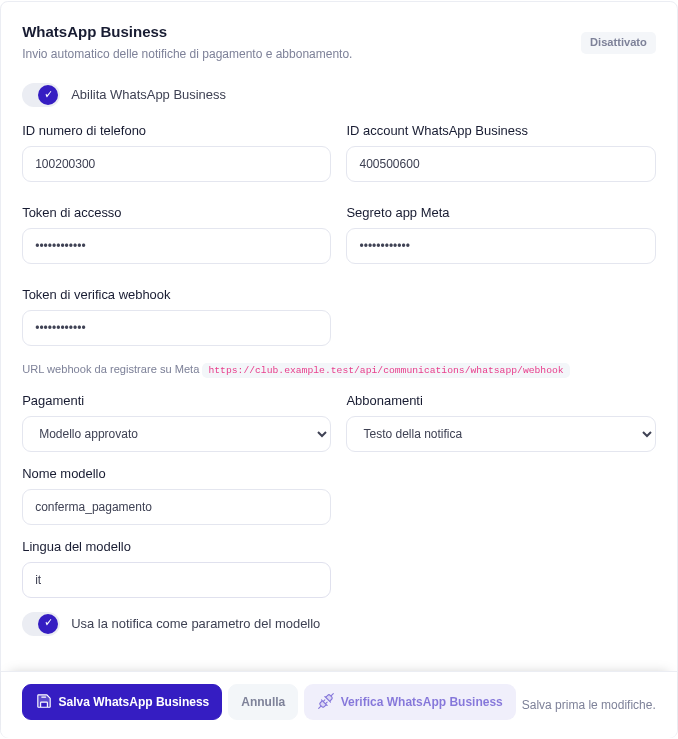 WhatsApp Business
Invio automatico delle notifiche di pagamento e abbonamento.
Disattivato
Abilita WhatsApp Business
ID numero di telefono
ID account WhatsApp Business
100200300
400500600
Token di accesso
Segreto app Meta
••••••••••••
••••••••••••
Token di verifica webhook
••••••••••••
URL webhook da registrare su Meta https://club.example.test/api/communications/whatsapp/webhook
Pagamenti
Abbonamenti
Modello approvato
Testo della notifica
Nome modello
conferma_pagamento
Lingua del modello
it
Usa la notifica come parametro del modello
Salva WhatsApp Business
Annulla
Verifica WhatsApp Business
Salva prima le modifiche.